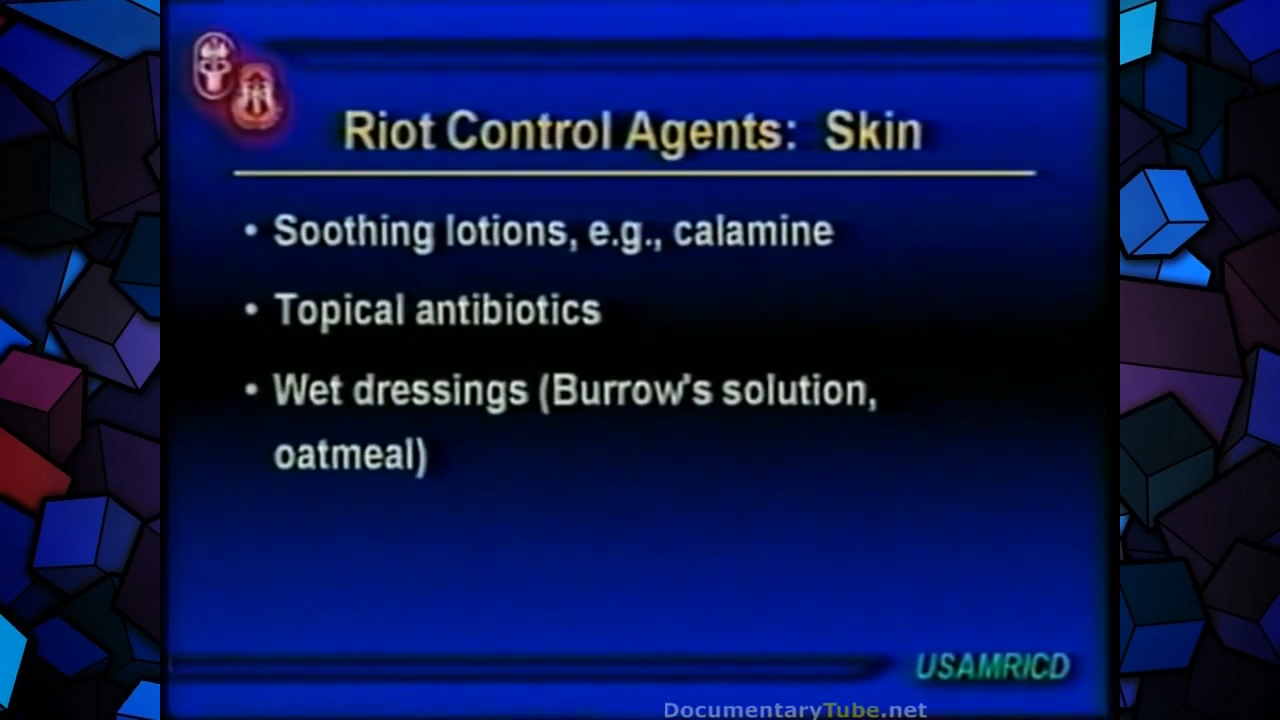 Riot Control Agents: Skin
• Soothing lotions, e.g., calamine
• Topical antibiotics
• Wet dressings (Burrow's solution,
oatmeal)
USAMRICD
DocumentaryTube.net